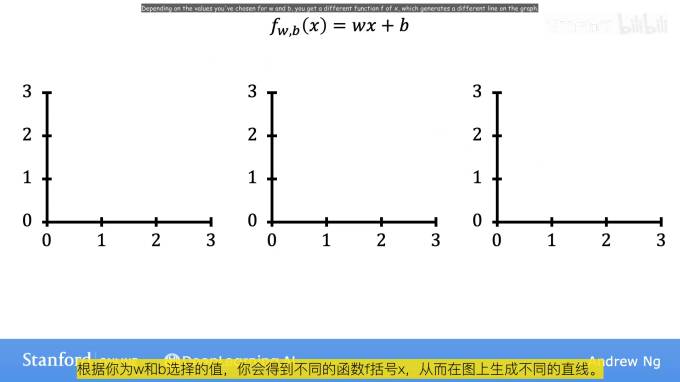 Depending on the values you've chosen for w and b, you get a different function f of x, which generates a different line on the graph.
f_{w,b}(x) = wx + b
bilibili
3 3 3
2 2 2
1 1 1
0 0 0
0 1 2 3 0 1 2 3 0 1 2 3
Stanford DeepLearning.AI Andrew Ng
根据你为w和b选择的值，你会得到不同的函数f括号x，从而在图上生成不同的直线。